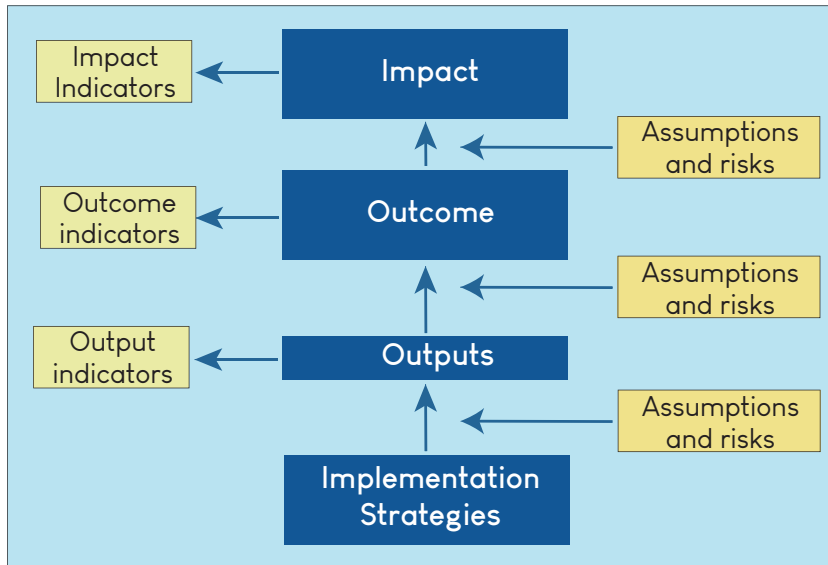 Impact
Indicators
Impact
Assumptions
and risks
Outcome
indicators
Outcome
Assumptions
and risks
Output
indicators
Outputs
Assumptions
and risks
Implementation
Strategies